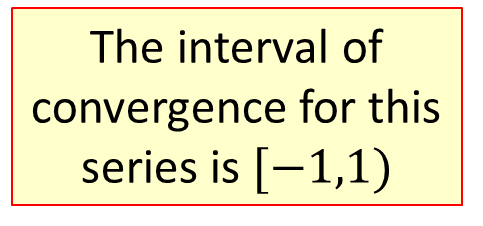 The interval of
convergence for this
series is [−1,1)